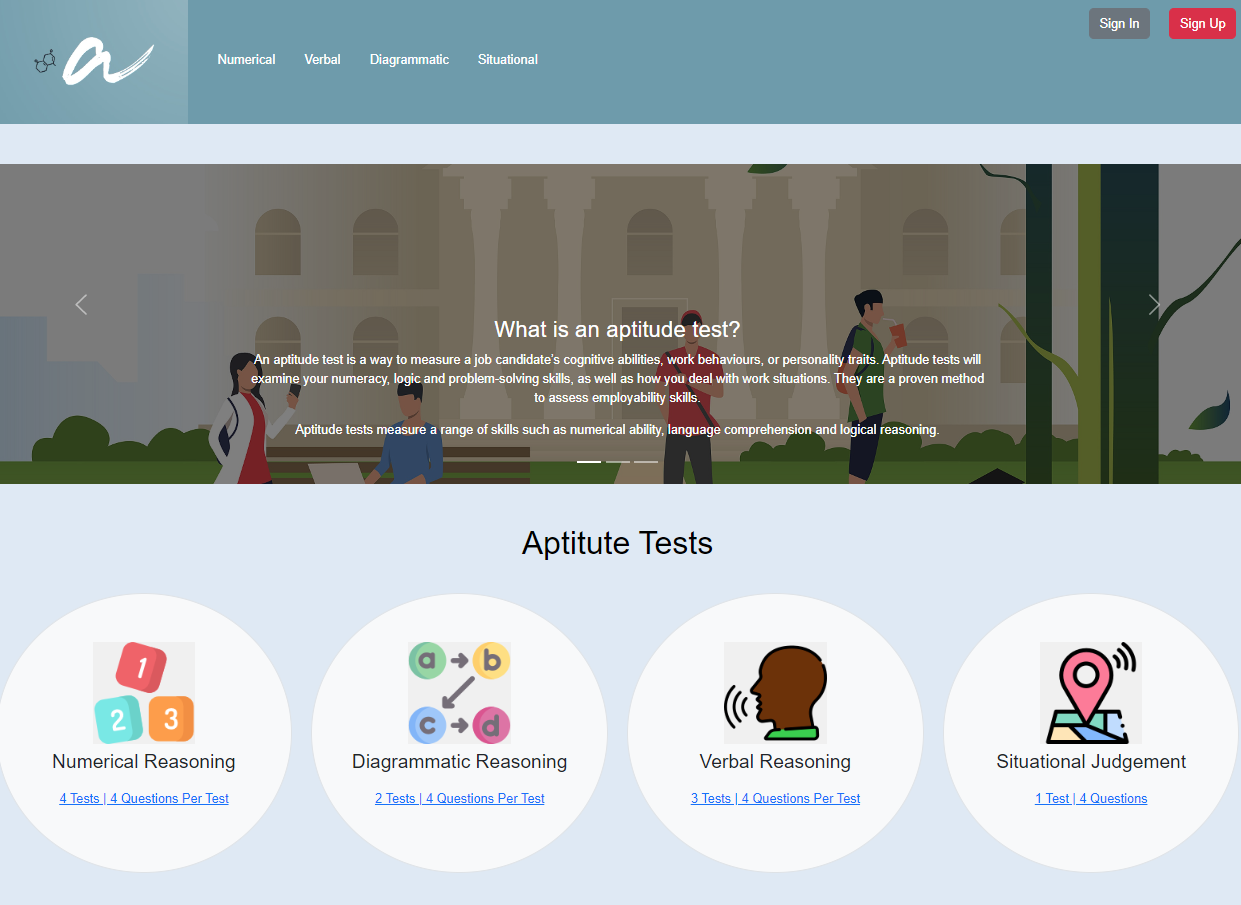 Sign In Sign Up
a
Numerical Verbal Diagrammatic Situational
What is an aptitude test?
An aptitude test is a way to measure a job candidate's cognitive abilities, work behaviours, or personality traits. Aptitude tests will
examine your numeracy, logic and problem-solving skills, as well as how you deal with work situations. They are a proven method
to assess employability skills.
Aptitude tests measure a range of skills such as numerical ability, language comprehension and logical reasoning.
Aptitute Tests
1
2 3
a b
c d
Numerical Reasoning Diagrammatic Reasoning Verbal Reasoning Situational Judgement
4 Tests | 4 Questions Per Test 2 Tests | 4 Questions Per Test 3 Tests | 4 Questions Per Test 1 Test | 4 Questions